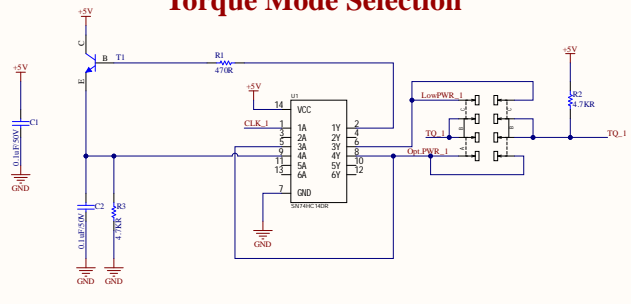 Torque Mode Selection
+5V
C
B
T1
E
R1
470R
+5V
C1
0.1uF/50V
GND
+5V
U1
14
VCC
CLK_1
1
1A
1Y
2
3
2A
2Y
4
5
3A
3Y
6
9
4A
4Y
8
11
5A
5Y
10
13
6A
6Y
12
7
GND
SN74HC14DR
GND
LowPWR_1
TQ_1
Opt.PWR_1
C
B
A
C
B
A
+5V
R2
4.7KR
TQ_1
C2
0.1uF/50V
R3
4.7KR
GND
GND